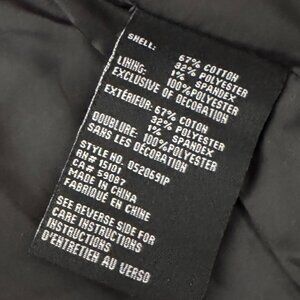 SHELL:
67% COTTON
32% POLYESTER
1% SPANDEX
LINING:
100% POLYESTER
EXCLUSIVE OF DECORATION
EXTÉRIEUR: 67% COTON
32% POLYESTER
1% SPANDEX
DOUBLURE: 100% POLYESTER
SANS LES DÉCORATION
STYLE NO. 0520691P
RN# 15101
CA# 59087
MADE IN CHINA
FABRIQUÉ EN CHINE
SEE REVERSE SIDE FOR
CARE INSTRUCTIONS
INSTRUCTIONS
D'ENTRETIEN AU VERSO